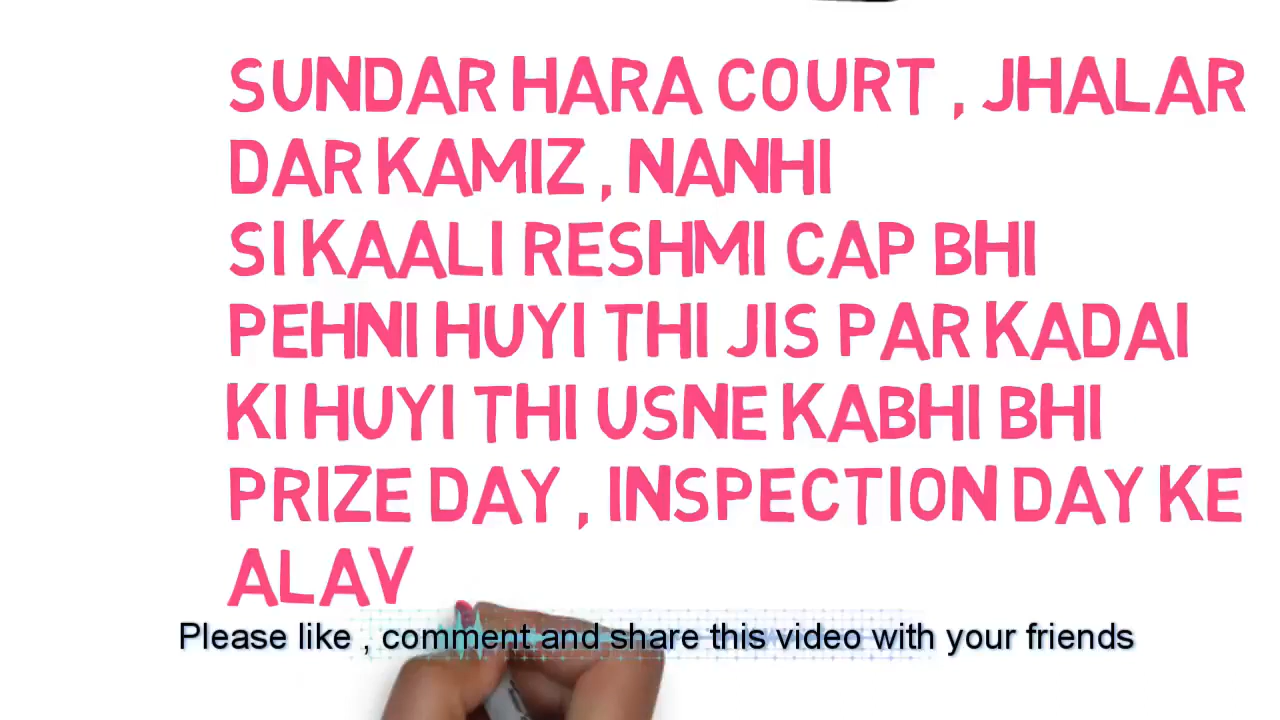 SUNDAR HARA COURT , JHALAR
DAR KAMIZ , NANHI
SI KAALI RESHMI CAP BHI
PEHNI HUYI THI JIS PAR KADAI
KI HUYI THI USNE KABHI BHI
PRIZE DAY , INSPECTION DAY KE
ALAV
Please like , comment and share this video with your friends